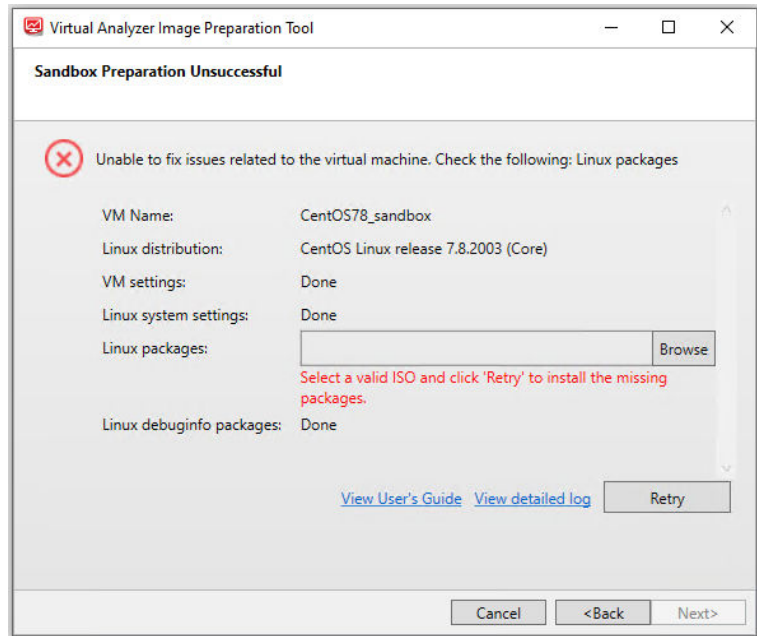 Virtual Analyzer Image Preparation Tool
Sandbox Preparation Unsuccessful
Unable to fix issues related to the virtual machine. Check the following: Linux packages
VM Name: CentOS78_sandbox
Linux distribution: CentOS Linux release 7.8.2003 (Core)
VM settings: Done
Linux system settings: Done
Linux packages: Browse
Select a valid ISO and click 'Retry' to install the missing
packages.
Linux debuginfo packages: Done
View User's Guide View detailed log Retry
Cancel <Back Next>